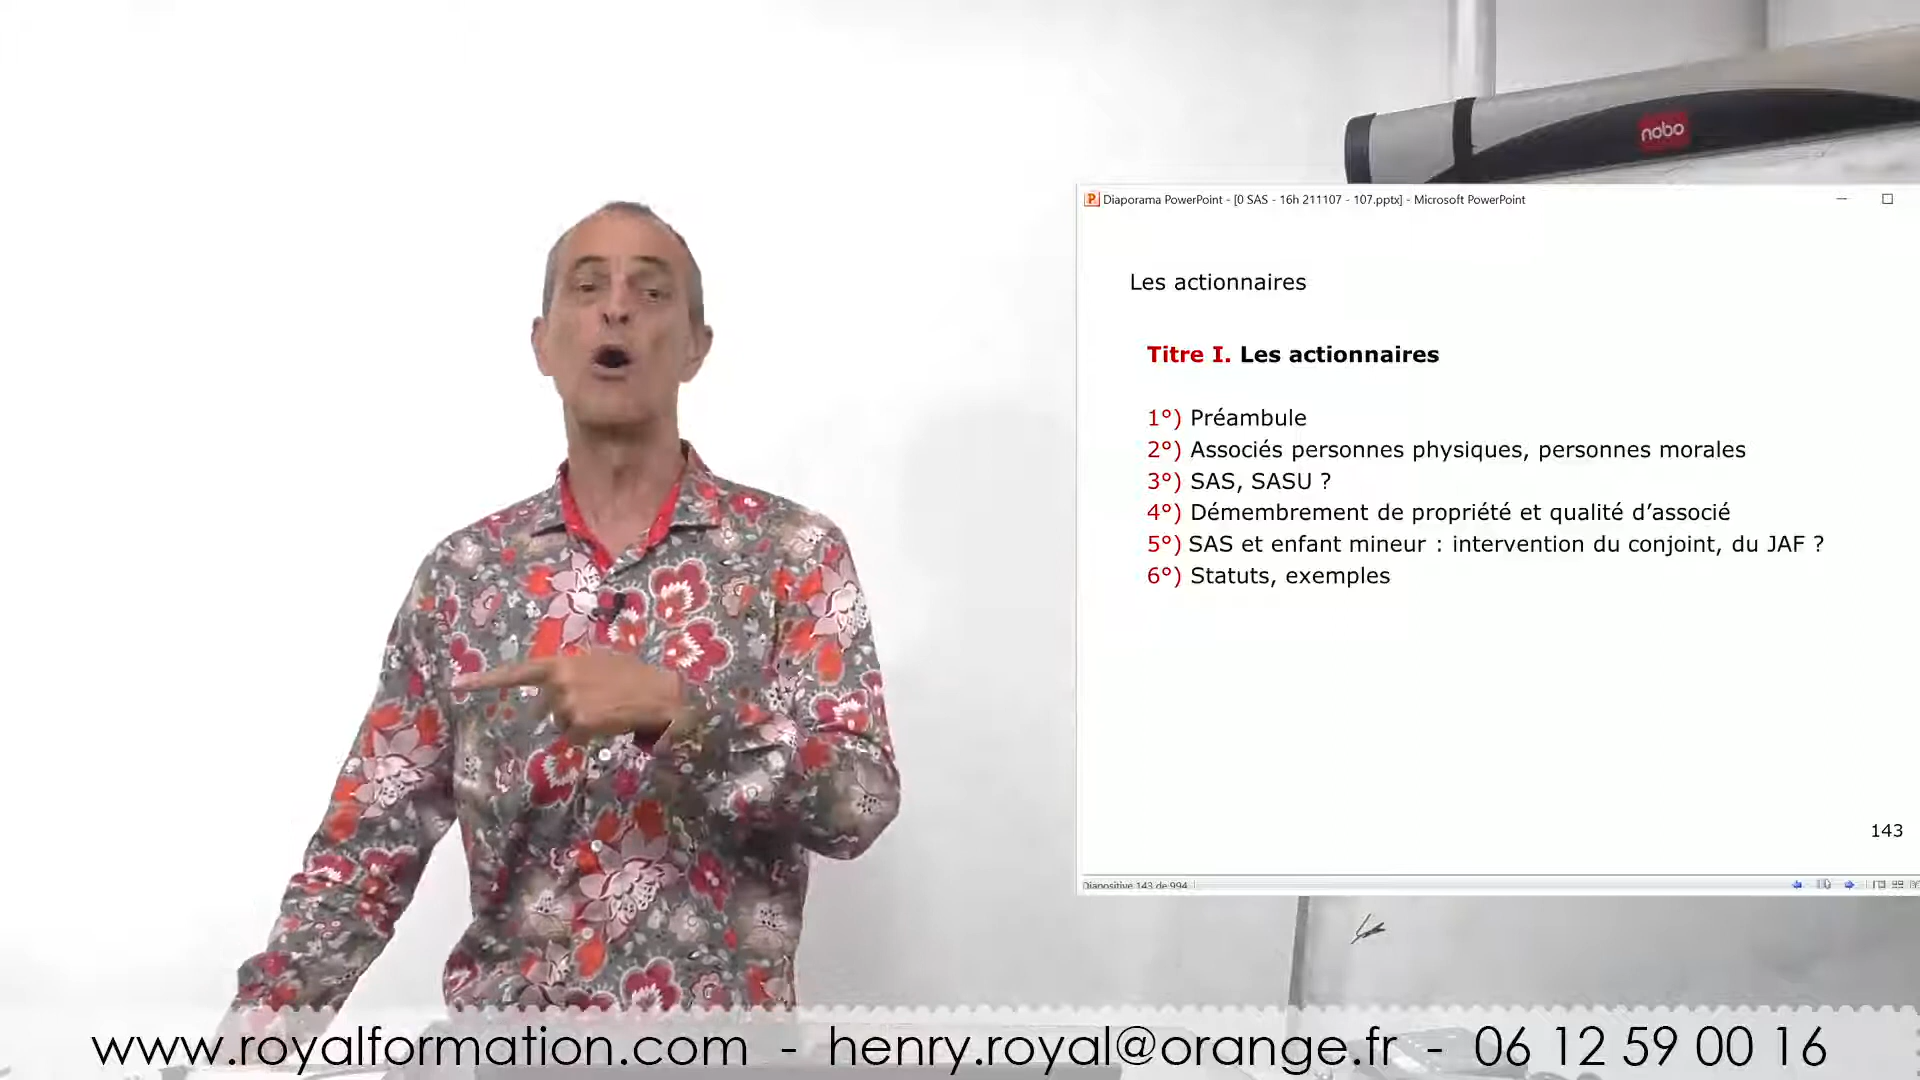 nobo
Diaporama PowerPoint - [0 SAS - 16h 211107 - 107.pptx] - Microsoft PowerPoint
Les actionnaires
Titre I. Les actionnaires
1°) Préambule
2°) Associés personnes physiques, personnes morales
3°) SAS, SASU ?
4°) Démembrement de propriété et qualité d’associé
5°) SAS et enfant mineur : intervention du conjoint, du JAF ?
6°) Statuts, exemples
143
Diapositive 143 de 994
www.royalformation.com - henry.royal@orange.fr - 06 12 59 00 16